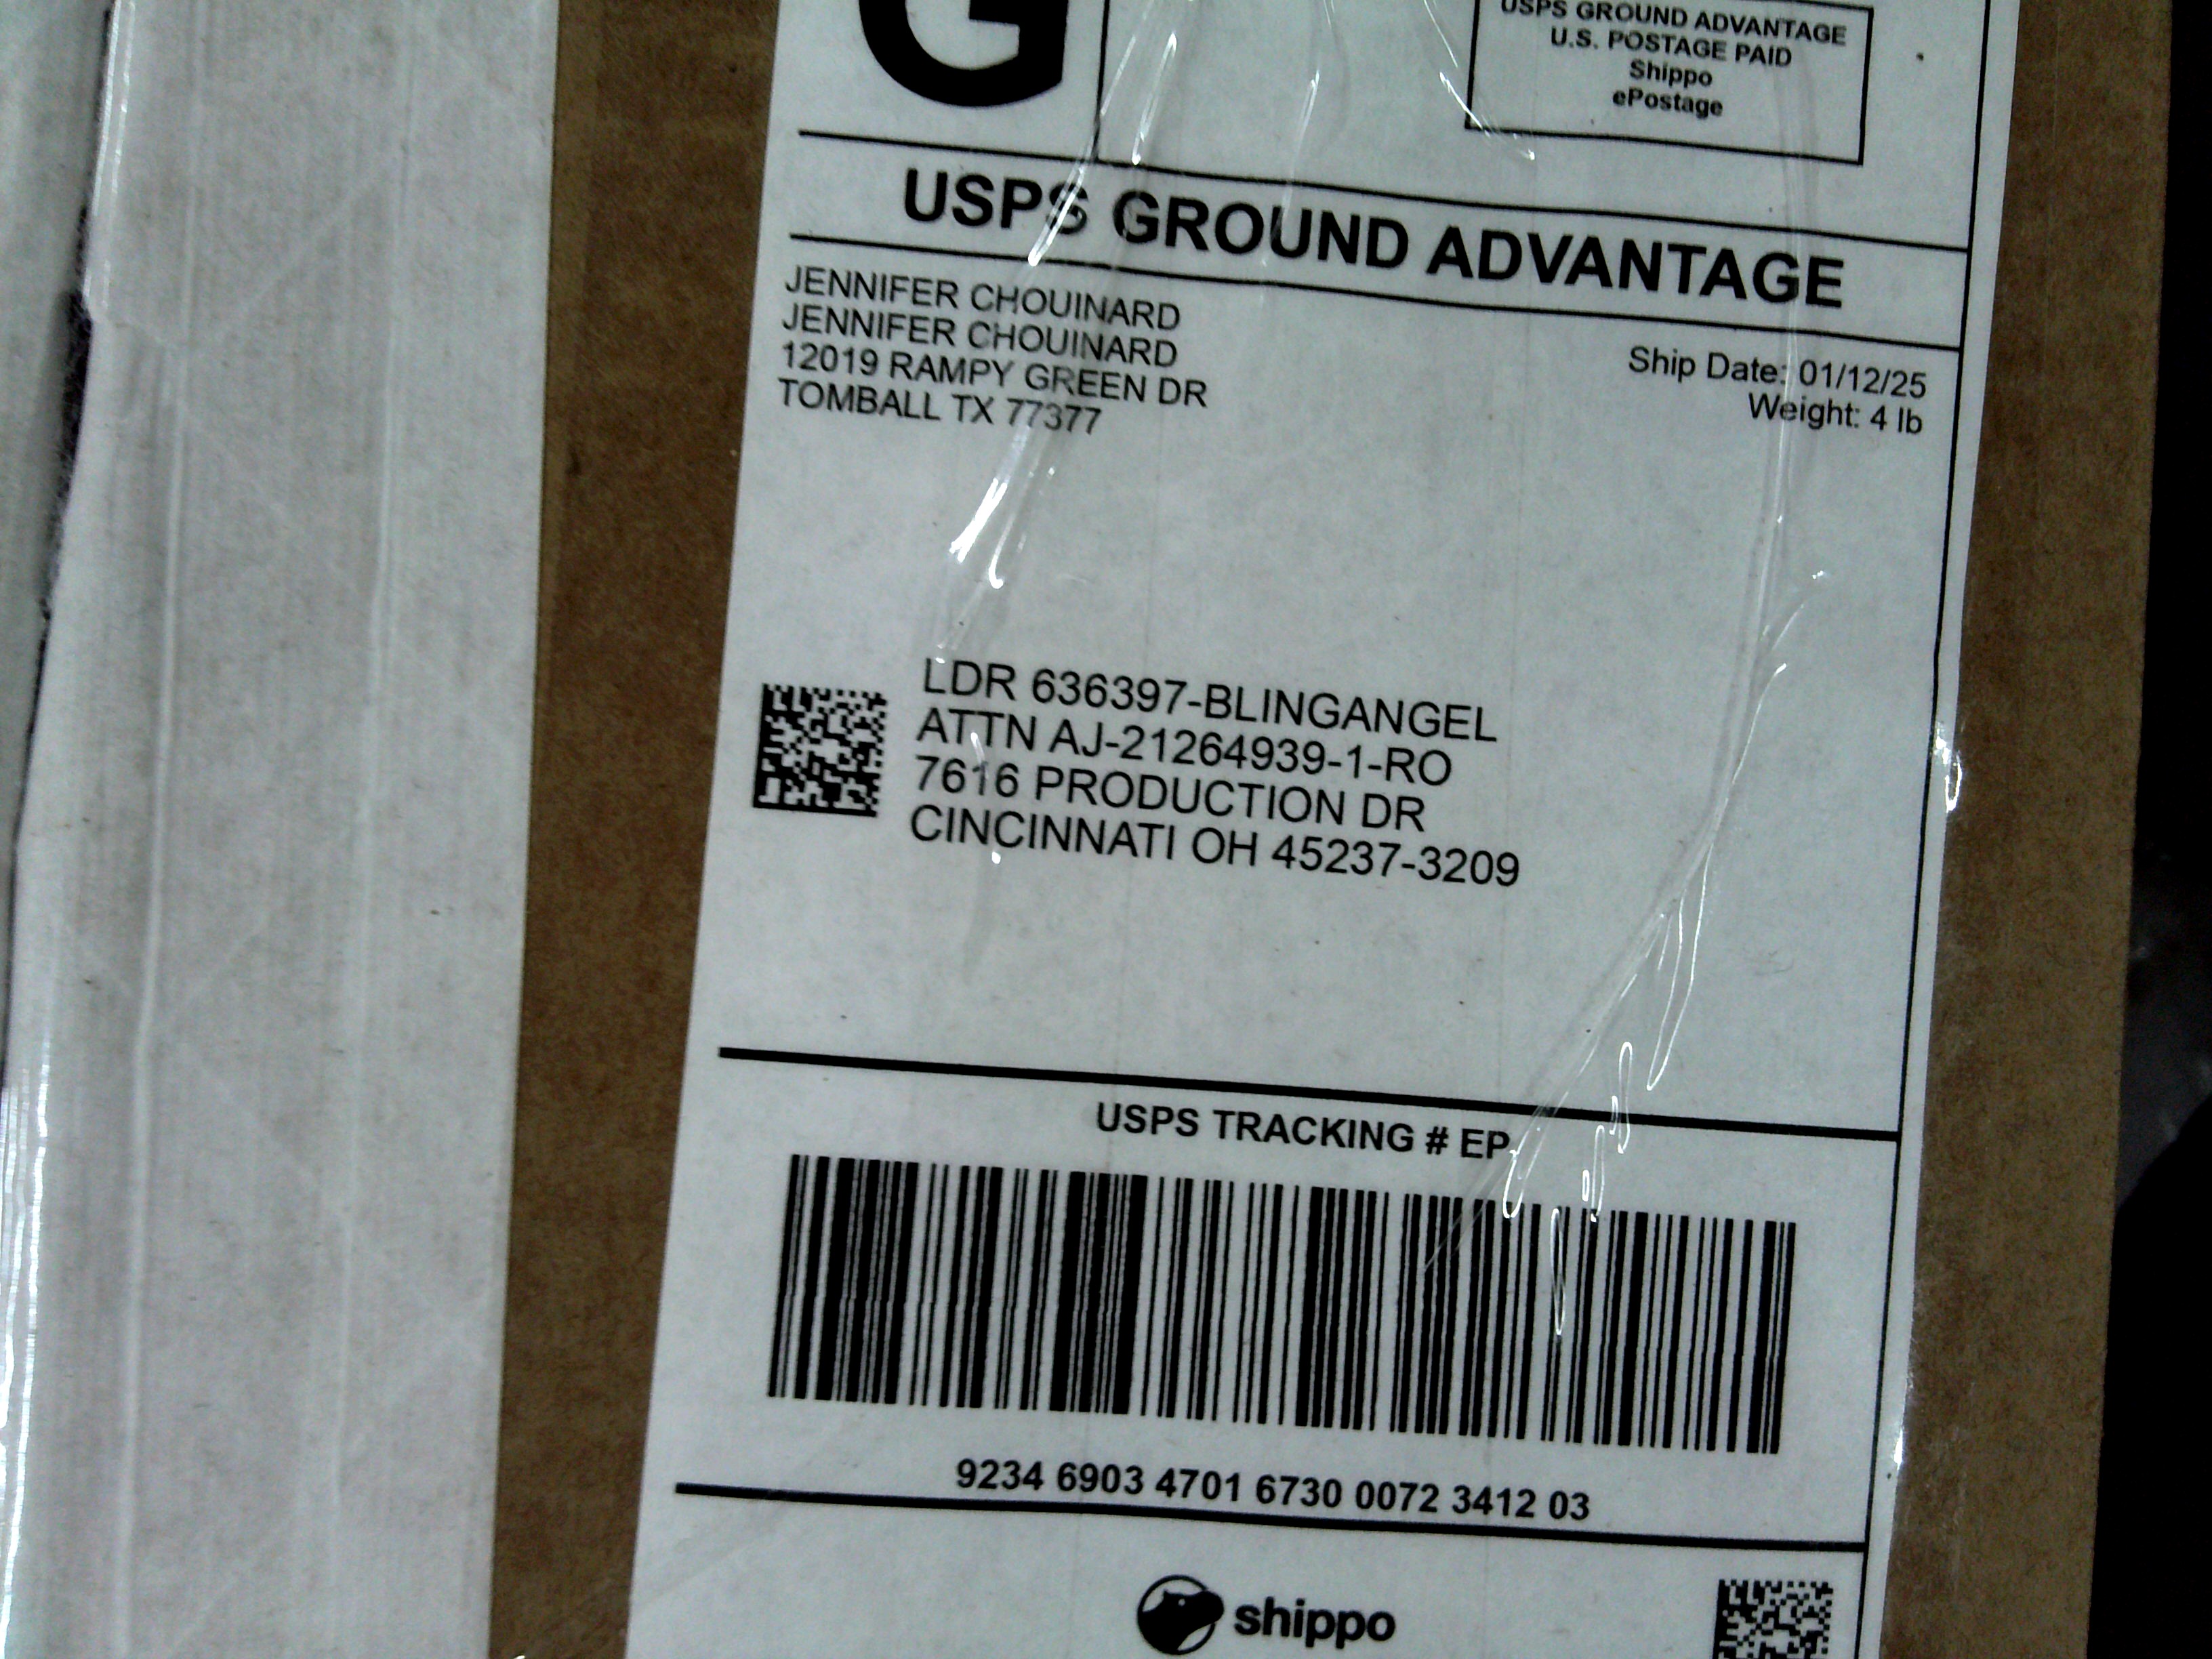 G
USPS GROUND ADVANTAGE
U.S. POSTAGE PAID
Shippo
ePostage
USPS GROUND ADVANTAGE
JENNIFER CHOUINARD
JENNIFER CHOUINARD
12019 RAMPY GREEN DR
TOMBALL TX 77377
Ship Date: 01/12/25
Weight: 4 lb
LDR 636397-BLINGANGEL
ATTN AJ-21264939-1-RO
7616 PRODUCTION DR
CINCINNATI OH 45237-3209
USPS TRACKING # EP
9234 6903 4701 6730 0072 3412 03
shippo